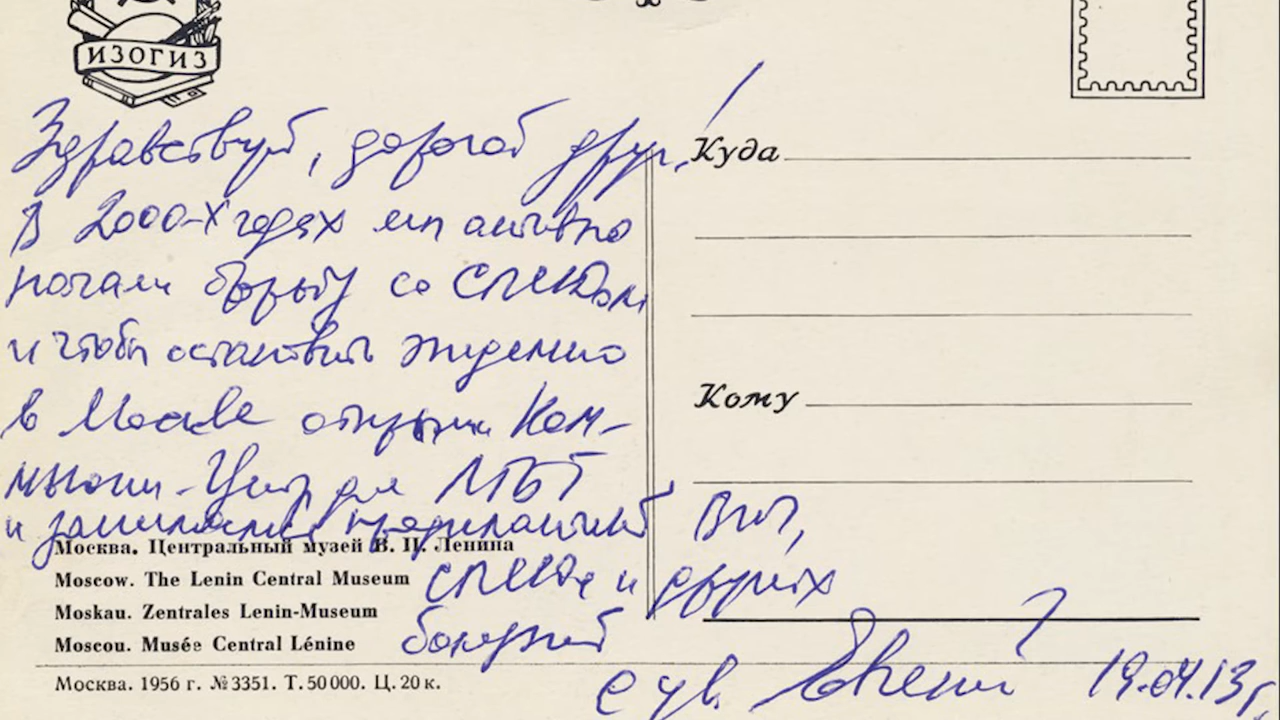 ИЗОГИЗ
Здравствуй, дорогой друг!
Куда
В 2000-х годах мы активно
начали борьбу со СПИДом
и чтобы остановить эпидемию
Кому
в Москве открыли Ком-
мьюни-Центр для ЛГБТ
и занимались профилактикой ВИЧ,
Москва. Центральный музей В. И. Ленина
Moscow. The Lenin Central Museum
СПИДа и других
Moskau. Zentrales Lenin-Museum
Moscou. Musée Central Lénine
болезней
с ув. Евгений
19.04.13г.
Москва. 1956 г. №3351. Т. 50 000. Ц. 20 к.